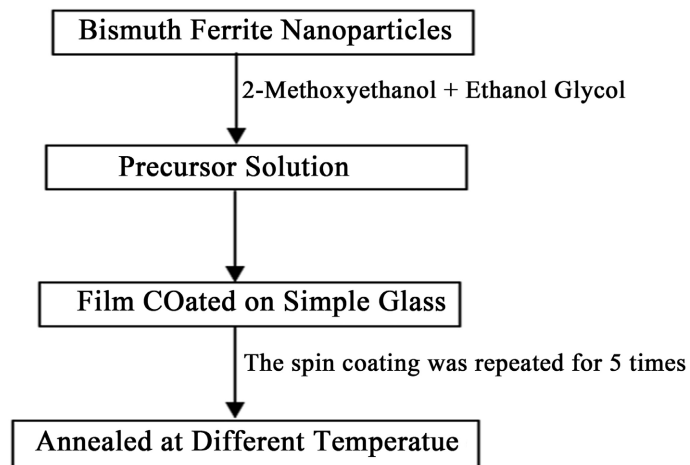 Bismuth Ferrite Nanoparticles
2-Methoxyethanol + Ethanol Glycol
Precursor Solution
Film COated on Simple Glass
The spin coating was repeated for 5 times
Annealed at Different Temperatue